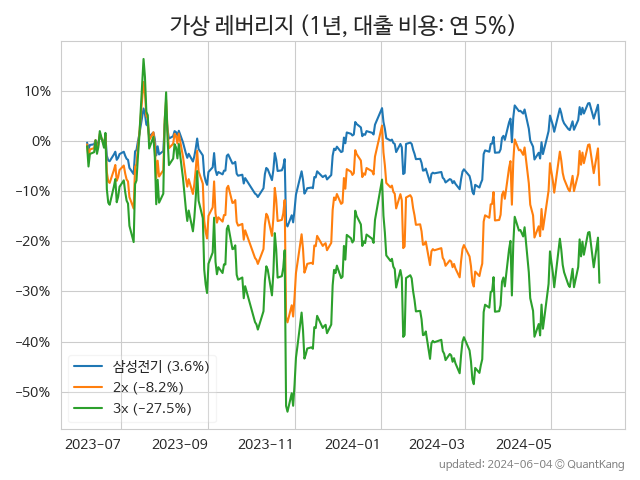 가상 레버리지 (1년, 대출 비용: 연 5%)
10%
0%
−10%
−20%
−30%
−40%
−50%
삼성전기 (3.6%)
2x (−8.2%)
3x (−27.5%)
2023-07 2023-09 2023-11 2024-01 2024-03 2024-05
updated: 2024-06-04 © QuantKang